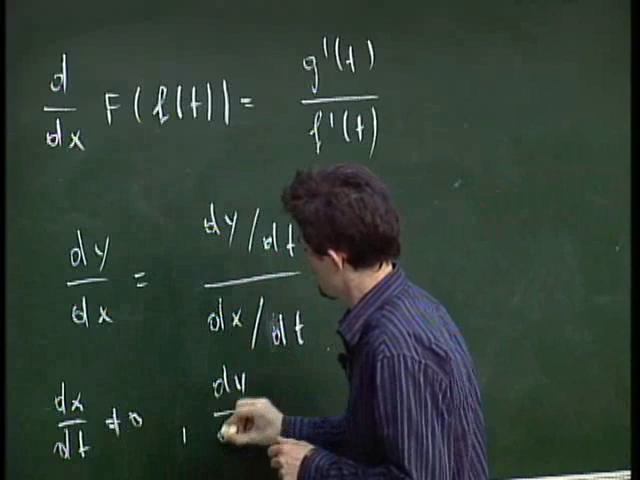 d/dx F(f(t)) = g'(t)/f'(t)
dy/dx = (dy/dt)/(dx/dt)
dx/dt ≠ 0 , dy